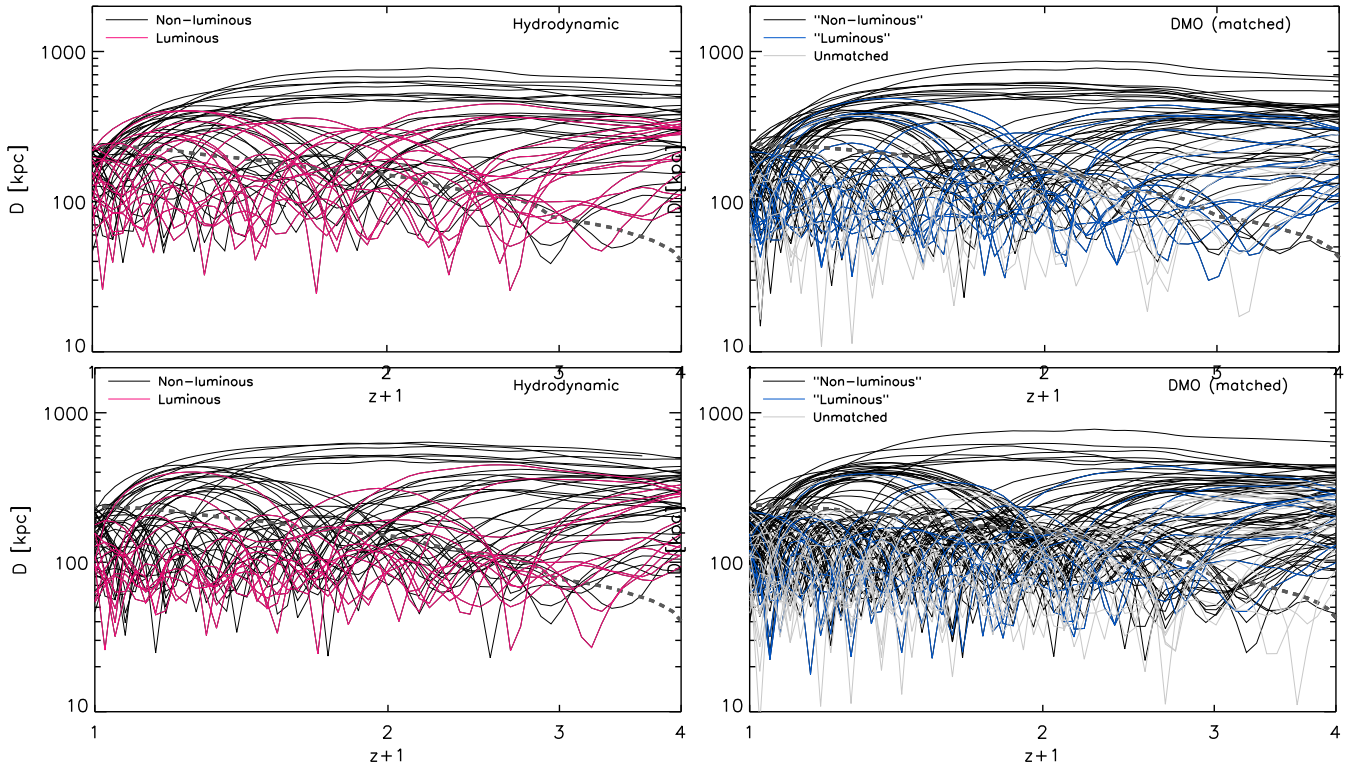 Non-luminous
Luminous
Hydrodynamic
1000
100
10
D [kpc]
1 2 3 4
z+1
"Non-luminous"
"Luminous"
Unmatched
DMO (matched)
1000
100
10
D [kpc]
1 2 3 4
z+1
Non-luminous
Luminous
Hydrodynamic
1000
100
10
D [kpc]
1 2 3 4
z+1
"Non-luminous"
"Luminous"
Unmatched
DMO (matched)
1000
100
10
D [kpc]
1 2 3 4
z+1